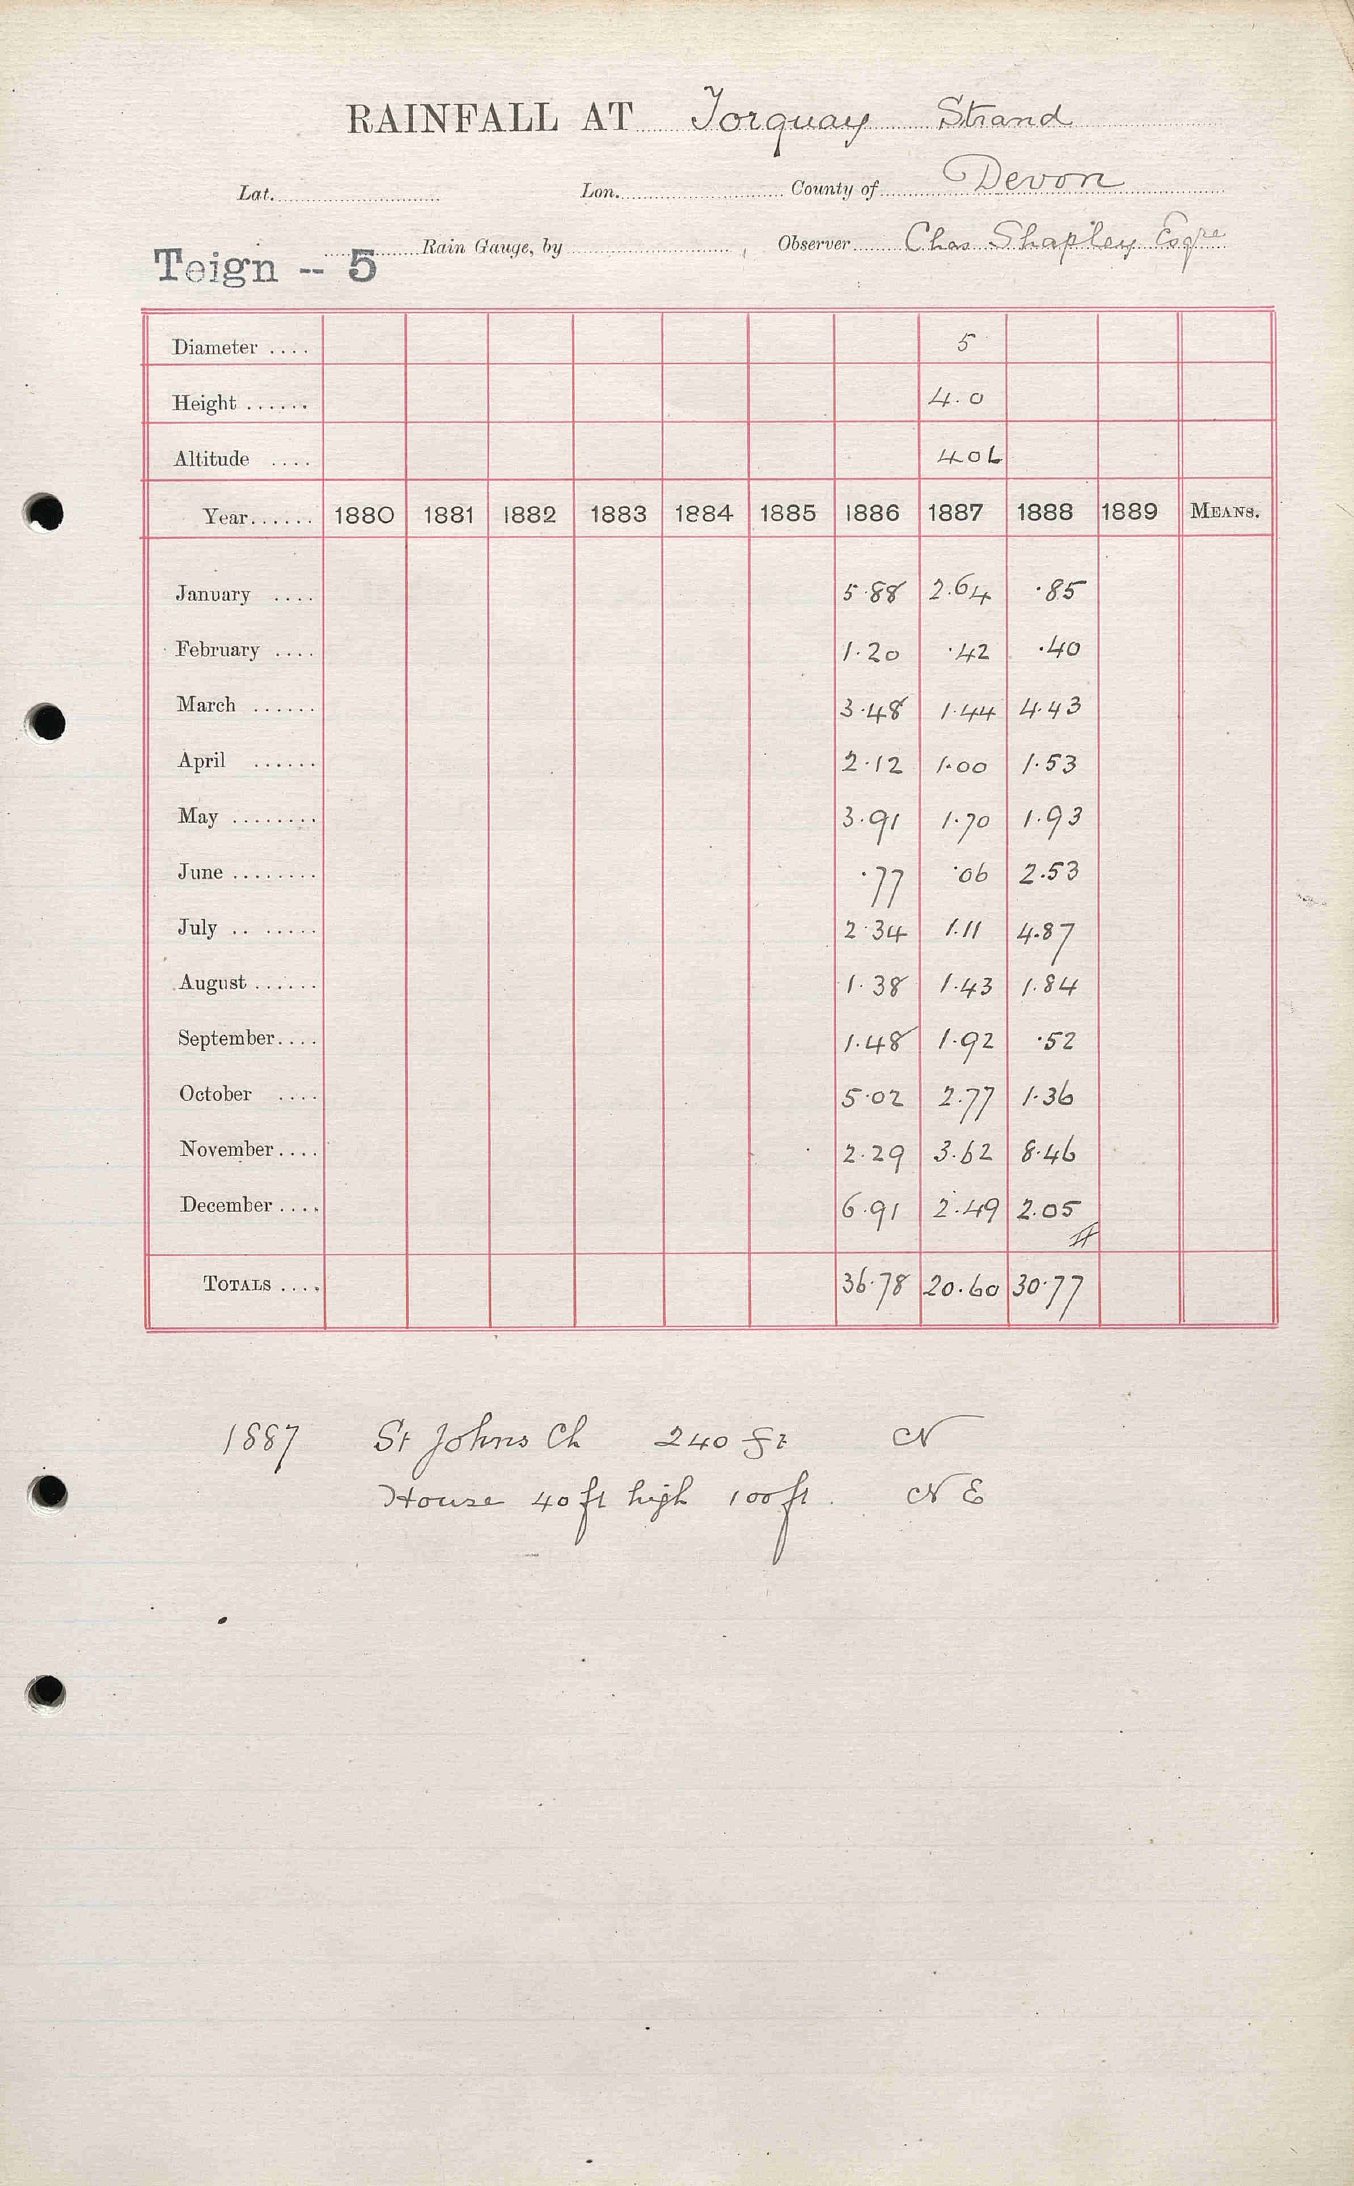 RAINFALL AT Torquay Strand
Lat. Lon. County of Devon
Rain Gauge, by Observer Chas Shapley Esqre
Teign -- 5
Diameter .... 5
Height ...... 4.0
Altitude .... 406
Year...... 1880 1881 1882 1883 1884 1885 1886 1887 1888 1889 MEANS.
January .... 5.88 2.64 .85
February .... 1.20 .42 .40
March ...... 3.48 1.44 4.43
April ...... 2.12 1.00 1.53
May ........ 3.91 1.70 1.93
June ........ .77 .06 2.53
July .. ..... 2.34 1.11 4.87
August ...... 1.38 1.43 1.84
September.... 1.48 1.92 .52
October .... 5.02 2.77 1.36
November.... 2.29 3.62 8.46
December .... 6.91 2.49 2.05
TOTALS .... 36.78 20.60 30.77
1887 St Johns Ch 240 ft N
House 40 ft high 100 ft. N E